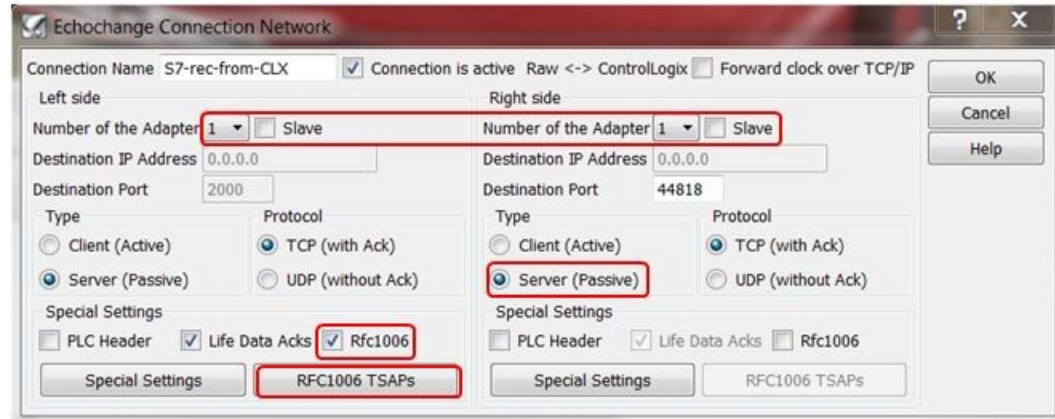 Echochange Connection Network
? X
Connection Name S7-rec-from-CLX Connection is active Raw <-> ControlLogix Forward clock over TCP/IP OK
Left side Right side Cancel
Number of the Adapter 1 Slave Number of the Adapter 1 Slave
Help
Destination IP Address 0.0.0.0 Destination IP Address 0.0.0.0
Destination Port 2000 Destination Port 44818
Type Protocol Type Protocol
Client (Active) TCP (with Ack) Client (Active) TCP (with Ack)
Server (Passive) UDP (without Ack) Server (Passive) UDP (without Ack)
Special Settings Special Settings
PLC Header Life Data Acks Rfc1006 PLC Header Life Data Acks Rfc1006
Special Settings RFC1006 TSAPs Special Settings RFC1006 TSAPs